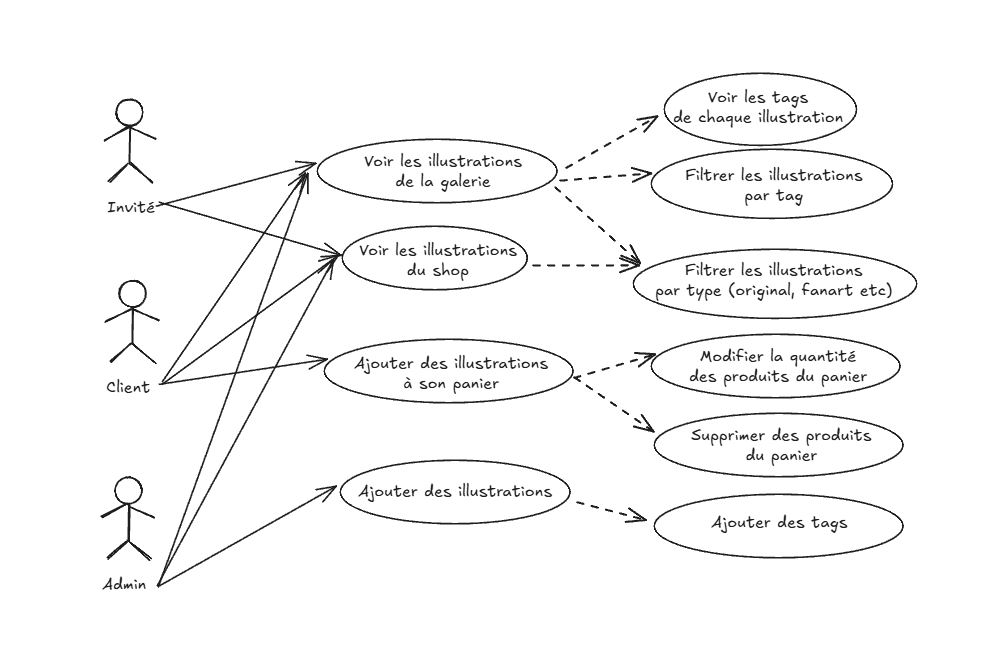 Voir les tags
de chaque illustration
Invité
Voir les illustrations
de la galerie
Filtrer les illustrations
par tag
Voir les illustrations
du shop
Filtrer les illustrations
par type (original, fanart etc)
Client
Ajouter des illustrations
à son panier
Modifier la quantité
des produits du panier
Supprimer des produits
du panier
Admin
Ajouter des illustrations
Ajouter des tags